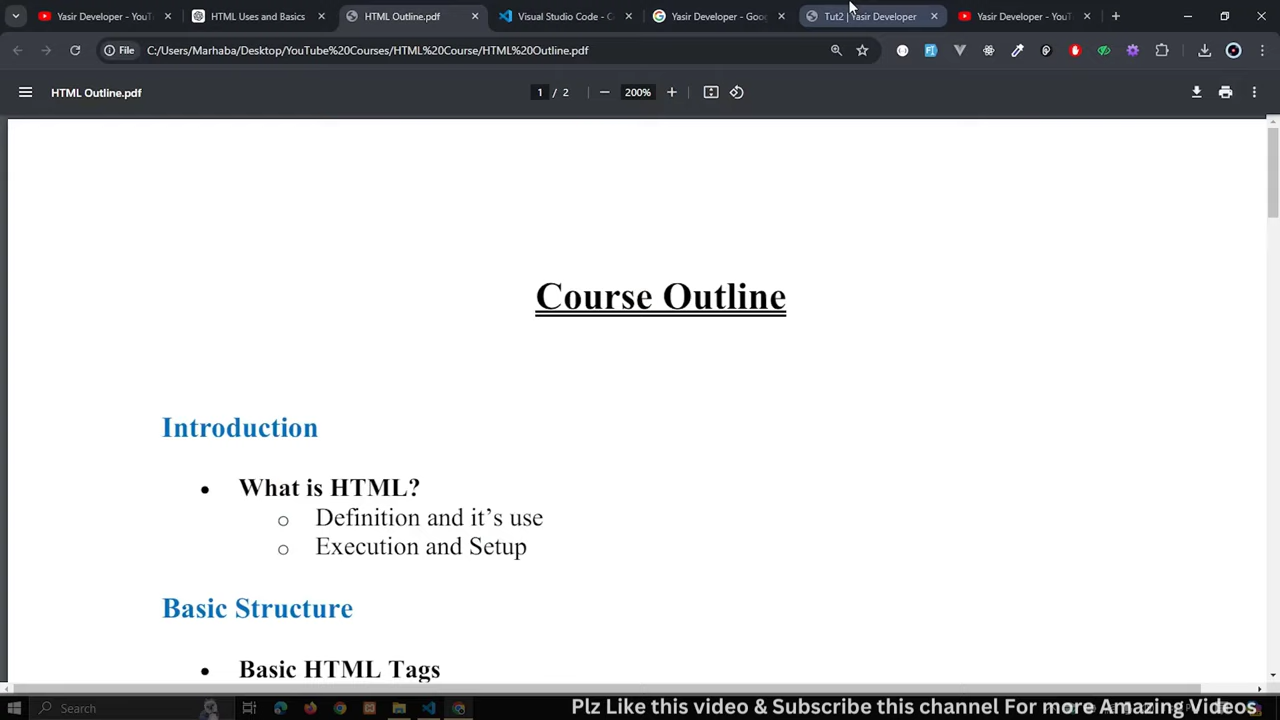 Yasir Developer - YouT
HTML Uses and Basics
HTML Outline.pdf
Visual Studio Code - C
Yasir Developer - Goo
Tut2 | Yasir Developer
Yasir Developer - YouTu
File
C:/Users/Marhaba/Desktop/YouTube%20Courses/HTML%20Course/HTML%20Outline.pdf
HTML Outline.pdf
1 / 2
200%
Course Outline
Introduction
• What is HTML?
o Definition and it’s use
o Execution and Setup
Basic Structure
• Basic HTML Tags
Search
Plz Like this video & Subscribe this channel For more Amazing Videos